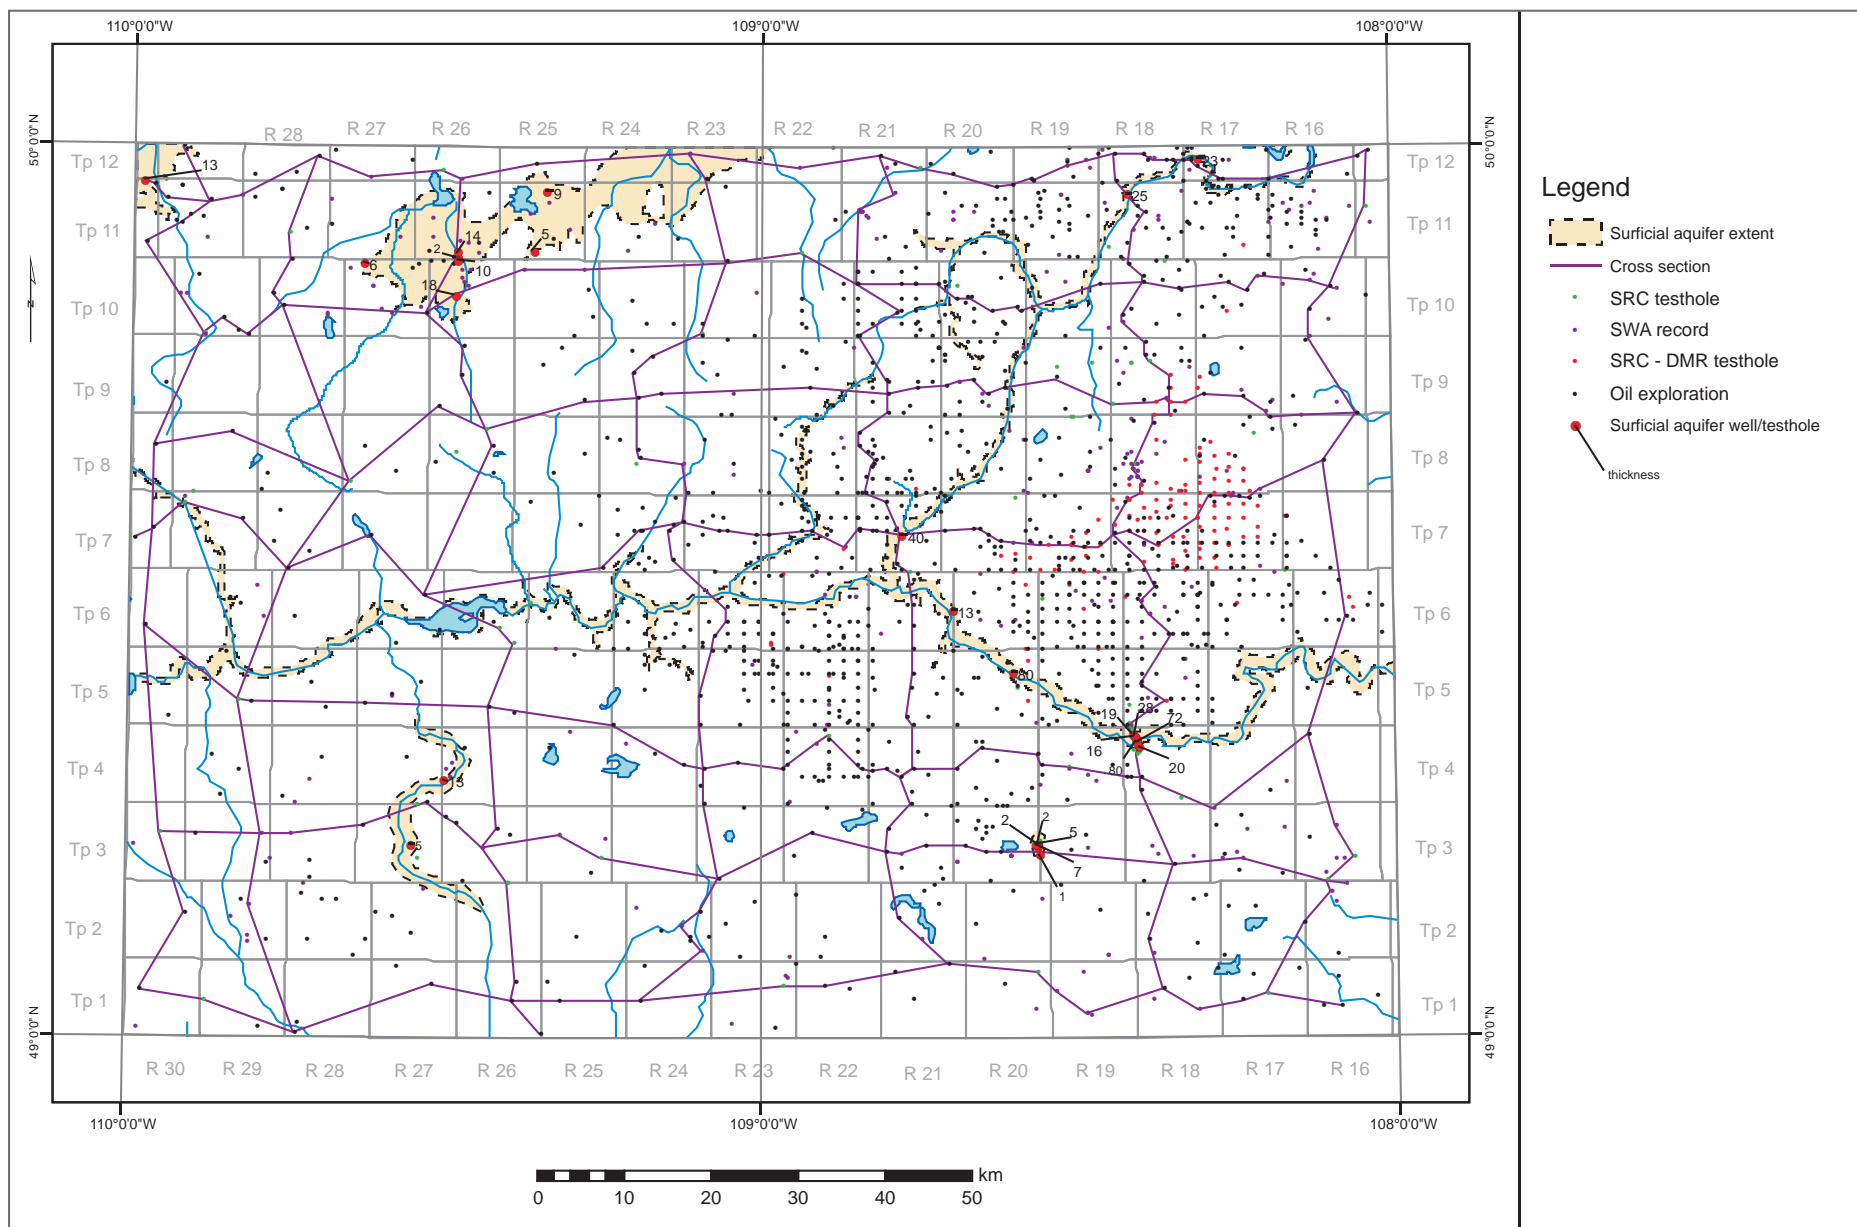 110°0'0"W 109°0'0"W 108°0'0"W
50°0'0"N 50°0'0"N
R 28 R 27 R 26 R 25 R 24 R 23 R 22 R 21 R 20 R 19 R 18 R 17 R 16
Tp 12 13 23 Tp 12
9 25
Tp 11 14 5 Tp 11
2
6 10
18
Tp 10 Tp 10
Tp 9 Tp 9
Tp 8 Tp 8
Tp 7 40 Tp 7
Tp 6 13 Tp 6
80
Tp 5 Tp 5
19 28 72
16
Tp 4 80 20 Tp 4
3
2 2 5
Tp 3 5 Tp 3
7
1
Tp 2 Tp 2
Tp 1 Tp 1
49°0'0"N 49°0'0"N
R 30 R 29 R 28 R 27 R 26 R 25 R 24 R 23 R 22 R 21 R 20 R 19 R 18 R 17 R 16
110°0'0"W 109°0'0"W 108°0'0"W
km
0 10 20 30 40 50
N
Legend
Surficial aquifer extent
Cross section
SRC testhole
SWA record
SRC - DMR testhole
Oil exploration
Surficial aquifer well/testhole
thickness